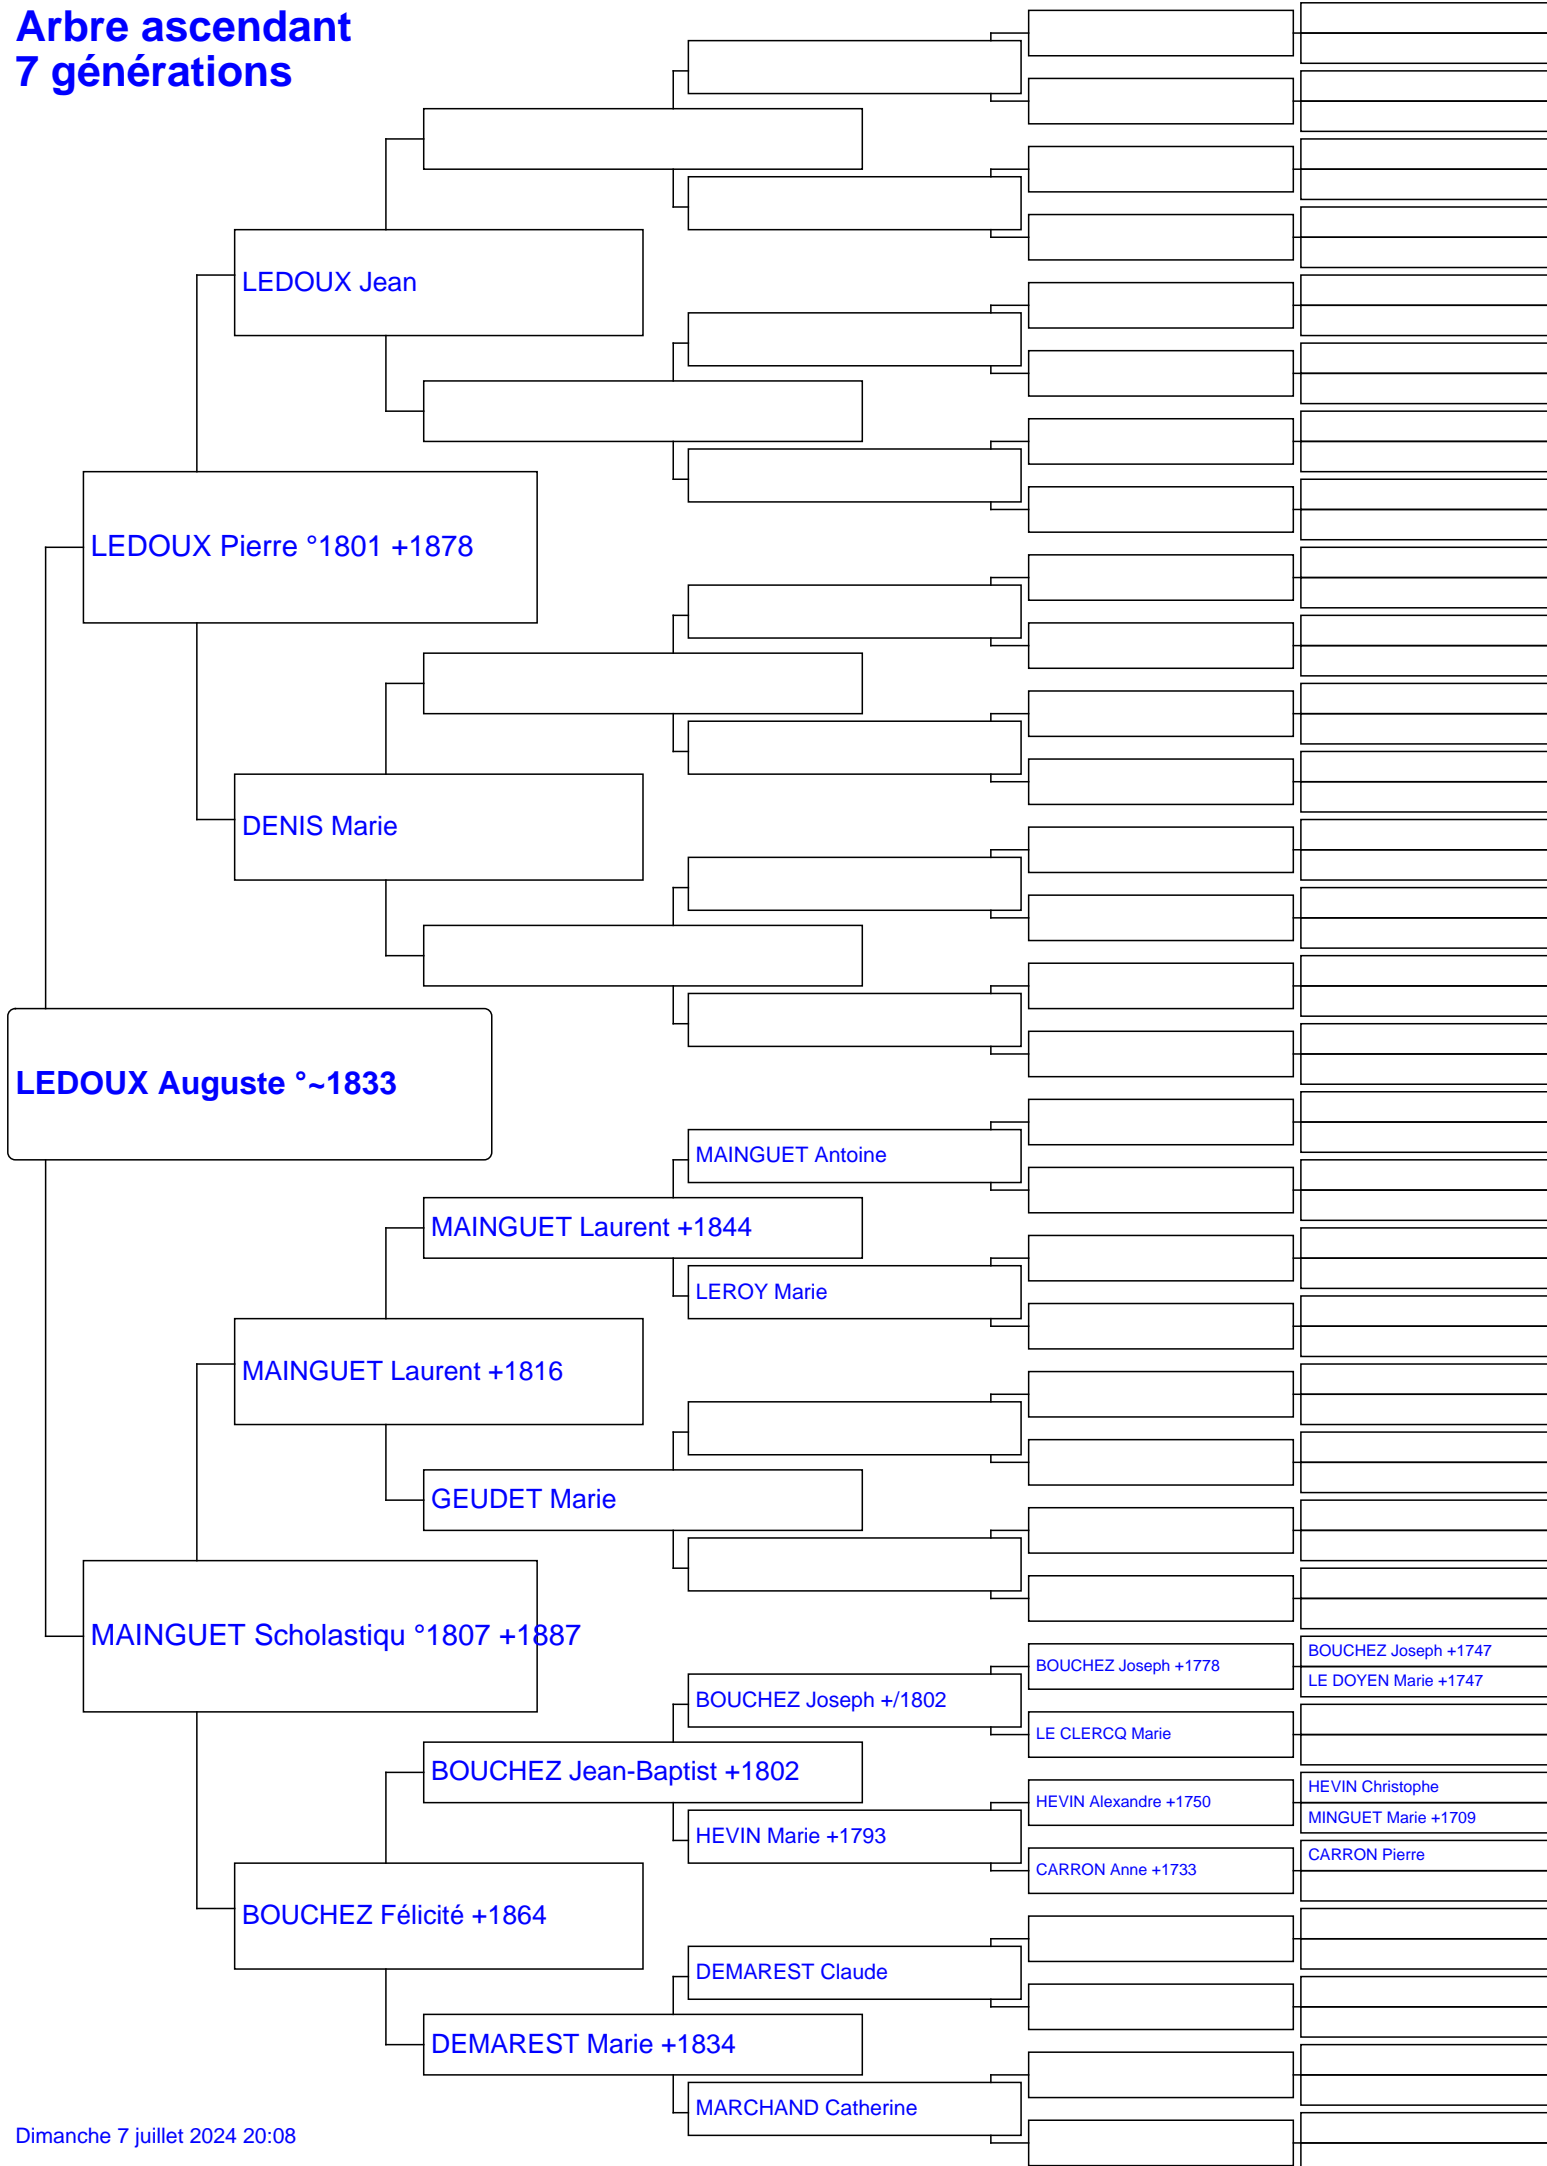 Arbre ascendant
7 générations
LEDOUX Jean
LEDOUX Pierre °1801 +1878
DENIS Marie
LEDOUX Auguste °~1833
MAINGUET Antoine
MAINGUET Laurent +1844
LEROY Marie
MAINGUET Laurent +1816
GEUDET Marie
MAINGUET Scholastiqu °1807 +1887
BOUCHEZ Joseph +1747
BOUCHEZ Joseph +1778
LE DOYEN Marie +1747
BOUCHEZ Joseph +/1802
LE CLERCQ Marie
BOUCHEZ Jean-Baptist +1802
HEVIN Christophe
HEVIN Alexandre +1750
MINGUET Marie +1709
HEVIN Marie +1793
CARRON Pierre
CARRON Anne +1733
BOUCHEZ Félicité +1864
DEMAREST Claude
DEMAREST Marie +1834
MARCHAND Catherine
Dimanche 7 juillet 2024 20:08